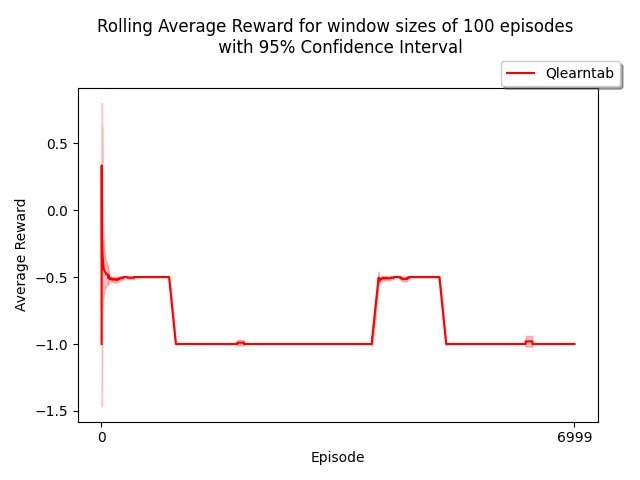 Rolling Average Reward for window sizes of 100 episodes
with 95% Confidence Interval
Qlearntab
0.5
0.0
−0.5
−1.0
−1.5
Average Reward
0 6999
Episode